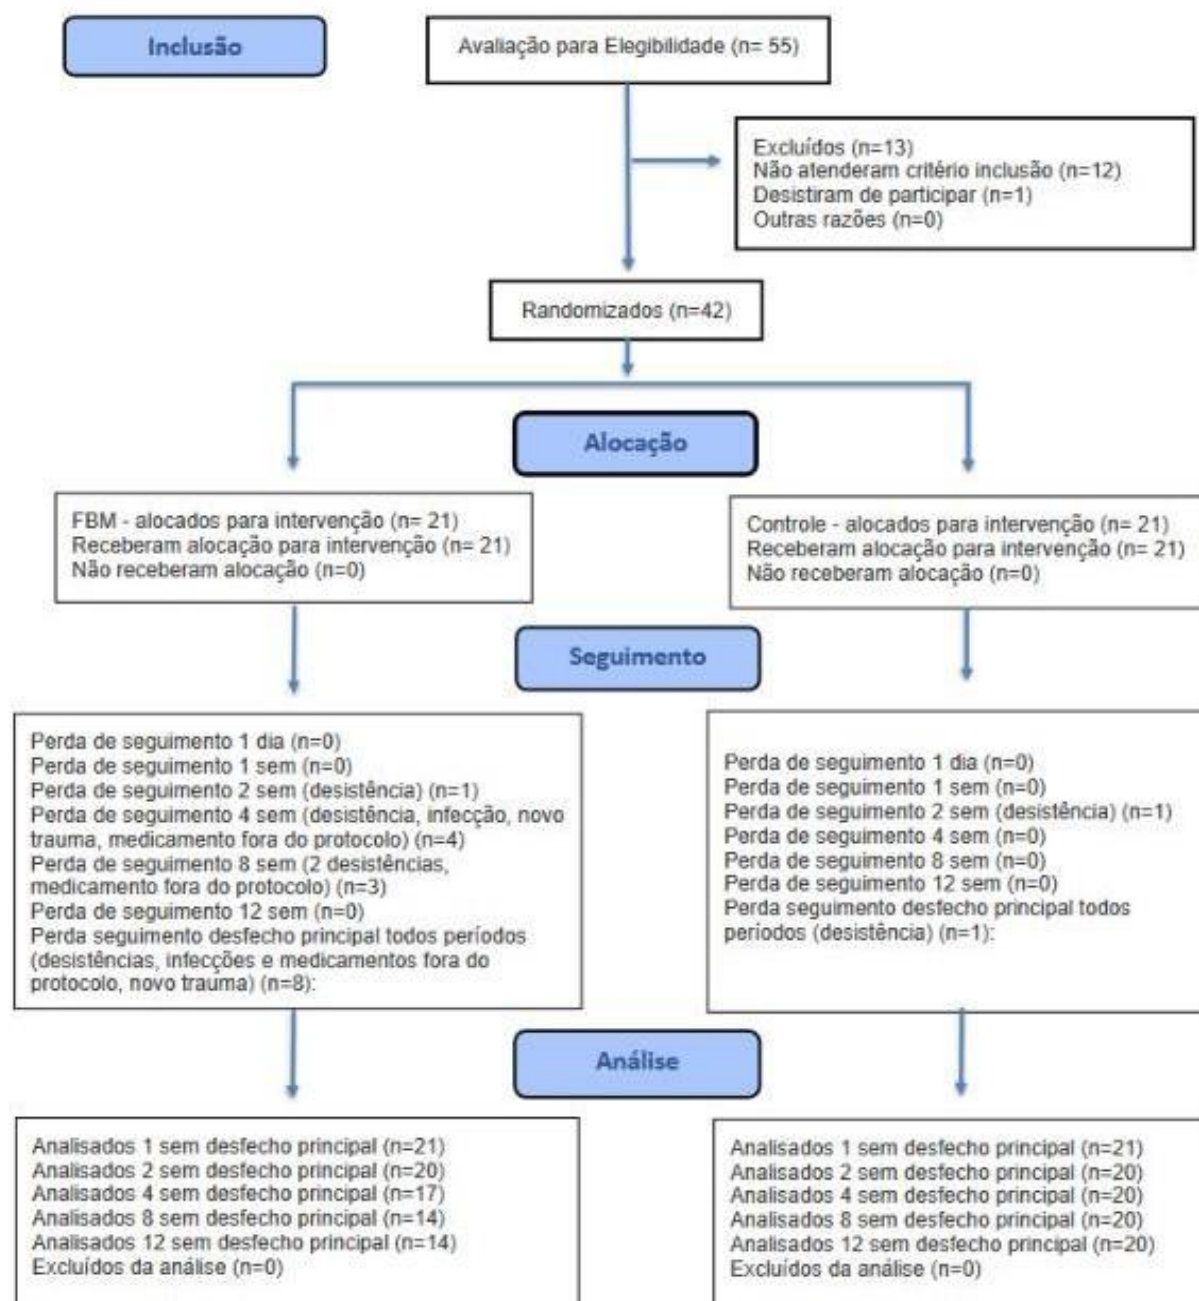 Inclusão
Avaliação para Elegibilidade (n= 55)
Excluídos (n=13)
Não atenderam critério inclusão (n=12)
Desistiram de participar (n=1)
Outras razões (n=0)
Randomizados (n=42)
Alocação
FBM - alocados para intervenção (n= 21)
Receberam alocação para intervenção (n= 21)
Não receberam alocação (n=0)
Controle - alocados para intervenção (n= 21)
Receberam alocação para intervenção (n= 21)
Não receberam alocação (n=0)
Seguimento
Perda de seguimento 1 dia (n=0)
Perda de seguimento 1 sem (n=0)
Perda de seguimento 2 sem (desistência) (n=1)
Perda de seguimento 4 sem (desistência, infecção, novo
trauma, medicamento fora do protocolo) (n=4)
Perda de seguimento 8 sem (2 desistências,
medicamento fora do protocolo) (n=3)
Perda de seguimento 12 sem (n=0)
Perda seguimento desfecho principal todos períodos
(desistências, infecções e medicamentos fora do
protocolo, novo trauma) (n=8):
Perda de seguimento 1 dia (n=0)
Perda de seguimento 1 sem (n=0)
Perda de seguimento 2 sem (desistência) (n=1)
Perda de seguimento 4 sem (n=0)
Perda de seguimento 8 sem (n=0)
Perda de seguimento 12 sem (n=0)
Perda seguimento desfecho principal todos
períodos (desistência) (n=1):
Análise
Analisados 1 sem desfecho principal (n=21)
Analisados 2 sem desfecho principal (n=20)
Analisados 4 sem desfecho principal (n=17)
Analisados 8 sem desfecho principal (n=14)
Analisados 12 sem desfecho principal (n=14)
Excluídos da análise (n=0)
Analisados 1 sem desfecho principal (n=21)
Analisados 2 sem desfecho principal (n=20)
Analisados 4 sem desfecho principal (n=20)
Analisados 8 sem desfecho principal (n=20)
Analisados 12 sem desfecho principal (n=20)
Excluídos da análise (n=0)